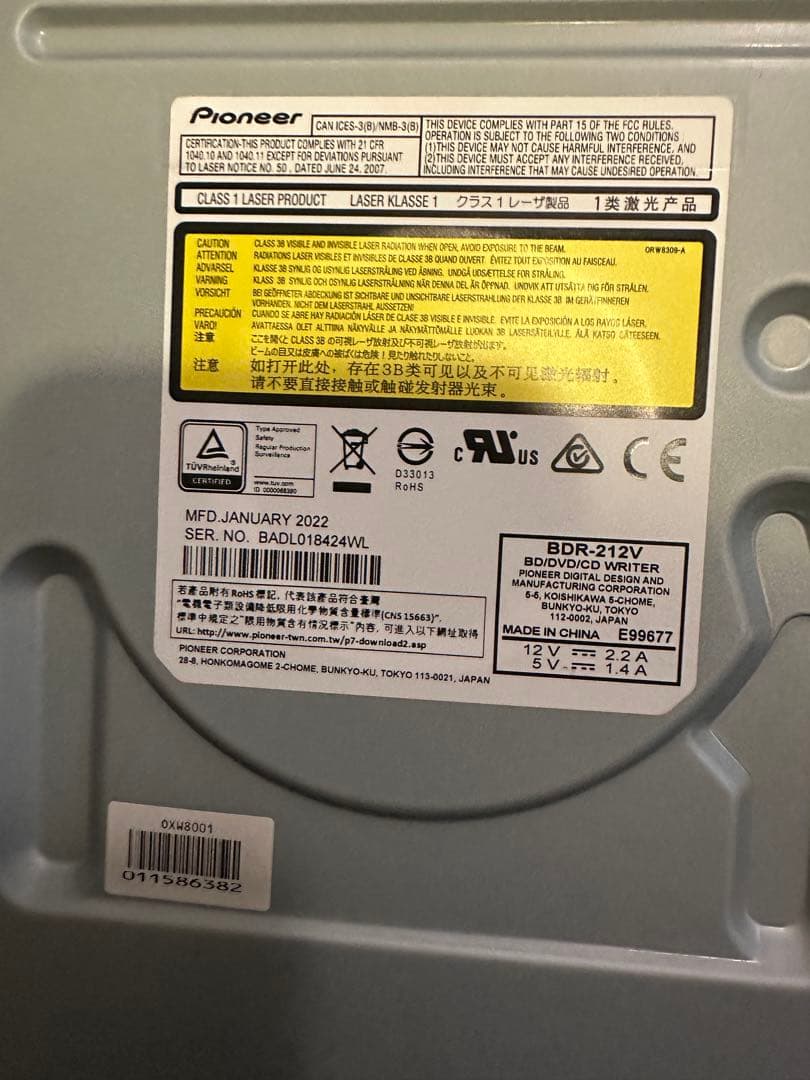 Pioneer
CAN ICES-3(B)/NMB-3(B)
CERTIFICATION-THIS PRODUCT COMPLIES WITH 21 CFR
1040.10 AND 1040.11 EXCEPT FOR DEVIATIONS PURSUANT
TO LASER NOTICE NO. 50, DATED JUNE 24, 2007.
THIS DEVICE COMPLIES WITH PART 15 OF THE FCC RULES.
OPERATION IS SUBJECT TO THE FOLLOWING TWO CONDITIONS
(1)THIS DEVICE MAY NOT CAUSE HARMFUL INTERFERENCE, AND
(2)THIS DEVICE MUST ACCEPT ANY INTERFERENCE RECEIVED,
INCLUDING INTERFERENCE THAT MAY CAUSE UNDESIRED OPERATION.
CLASS 1 LASER PRODUCT LASER KLASSE 1 クラス 1 レーザ製品 1类激光产品
CAUTION CLASS 3B VISIBLE AND INVISIBLE LASER RADIATION WHEN OPEN, AVOID EXPOSURE TO THE BEAM. ORW8309-A
ATTENTION RADIATIONS LASER VISIBLES ET INVISIBLES DE CLASSE 3B QUAND OUVERT. ÉVITEZ TOUT EXPOSITION AU FAISCEAU.
ADVARSEL KLASSE 3B SYNLIG OG USYNLIG LASERSTRÅLING VED ÅBNING. UNDGÅ UDSÆTTELSE FOR STRÅLING.
VARNING KLASS 3B SYNLIG OCH OSYNLIG LASERSTRÅLNING NÄR DENNA DEL ÄR ÖPPNAD. UNDVIK ATT UTSÄTTA DIG FÖR STRÅLEN.
VORSICHT BEI GEÖFFNETER ABDECKUNG IST SICHTBARE UND UNSICHTBARE LASERSTRAHLUNG DER KLASSE 3B IM GERÄTEINNEREN
VORHANDEN. NICHT DEM LASERSTRAHL AUSSETZEN!
PRECAUCIÓN CUANDO SE ABRE HAY RADIACIÓN LÁSER DE CLASE 3B VISIBLE E INVISIBLE. EVITE LA EXPOSICIÓN A LOS RAYOS LÁSER.
VARO! AVATTAESSA OLET ALTTIINA NÄKYVÄLLE JA NÄKYMÄTTÖMÄLLE LUOKAN 3B LASERSÄTEILYLLE. ÄLÄ KATSO SÄTEESEEN.
注意 ここを開くと CLASS 3B の可視レーザ放射及び不可視レーザ放射が出ます。
ビームの目又は皮膚への被ばくは危険！見たり触れたりしないこと。
注意 如打开此处，存在3B类可见以及不可见激光辐射。
请不要直接接触或触碰发射器光束。
TÜVRheinland
CERTIFIED
Type Approved
Safety
Regular Production
Surveillance
www.tuv.com
ID 0000068390
D33013
RoHS
c RU US
CE
MFD.JANUARY 2022
SER. NO. BADL018424WL
若產品附有 RoHS 標記，代表該產品符合臺灣
"電機電子類設備降低限用化學物質含量標準(CNS 15663)".
標準中規定之"限用物質含有情況標示"內容，可進入以下網址取得
URL: http://www.pioneer-twn.com.tw/p7-download2.asp
PIONEER CORPORATION
28-8, HONKOMAGOME 2-CHOME, BUNKYO-KU, TOKYO 113-0021, JAPAN
BDR-212V
BD/DVD/CD WRITER
PIONEER DIGITAL DESIGN AND
MANUFACTURING CORPORATION
5-5, KOISHIKAWA 5-CHOME,
BUNKYO-KU, TOKYO
112-0002, JAPAN
MADE IN CHINA E99677
12 V 2.2 A
5 V 1.4 A
0XW8001
011586382